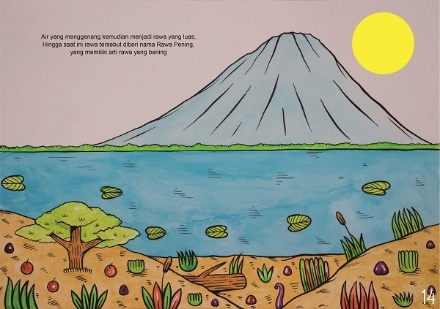 Air yang menggenang kemudian menjadi rawa yang luas,
Hingga saat ini rawa tersebut diberi nama Rawa Pening,
yang memiliki arti rawa yang bening
14